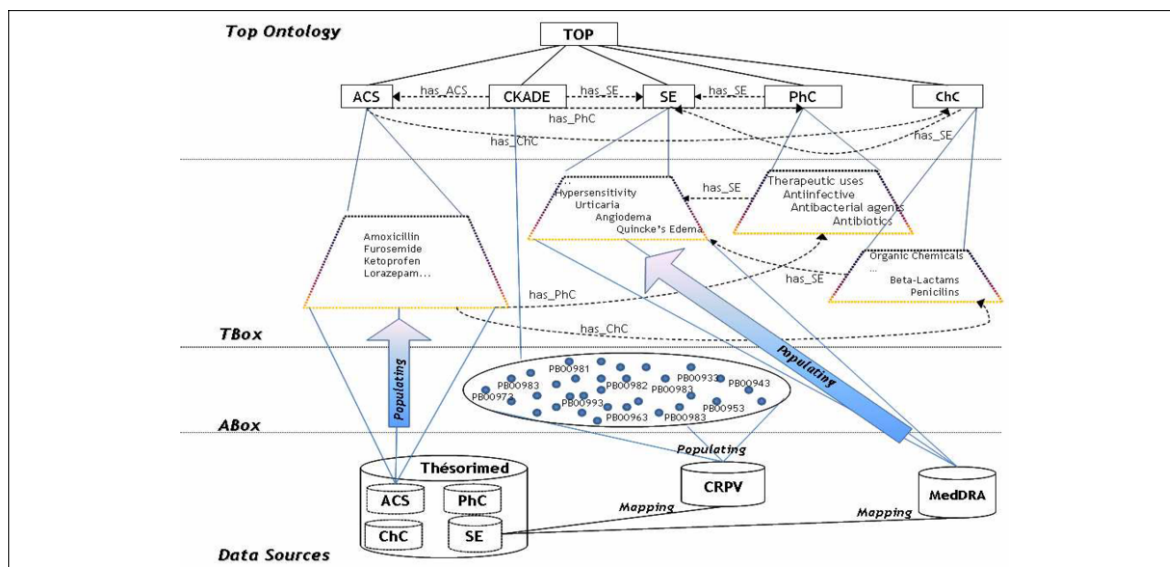 Top Ontology
TOP
ACS
has_ACS
CKADE
has_SE
SE
has_SE
PhC
ChC
has_PhC
has_ChC
has_SE
.....
Hypersensitivity
Urticaria
Angiodema
Quincke"s Edema
has_SE
Therapeutic uses
Antiinfective
Antibacterial agents
Antibiotics
Amoxicillin
Furosemide
Ketoprofen
Lorazepam...
Organic Chemicals
...
Beta-Lactams
Penicilins
has_SE
has_PhC
has_ChC
TBox
Populating
Populating
PB00981
PB00933
PB00983
PB00982
PB00983
PB00943
PB00973
PB00993
PB00963
PB00983
PB00953
ABox
Populating
Thésorimed
ACS
PhC
ChC
SE
CRPV
MedDRA
Mapping
Mapping
Data Sources